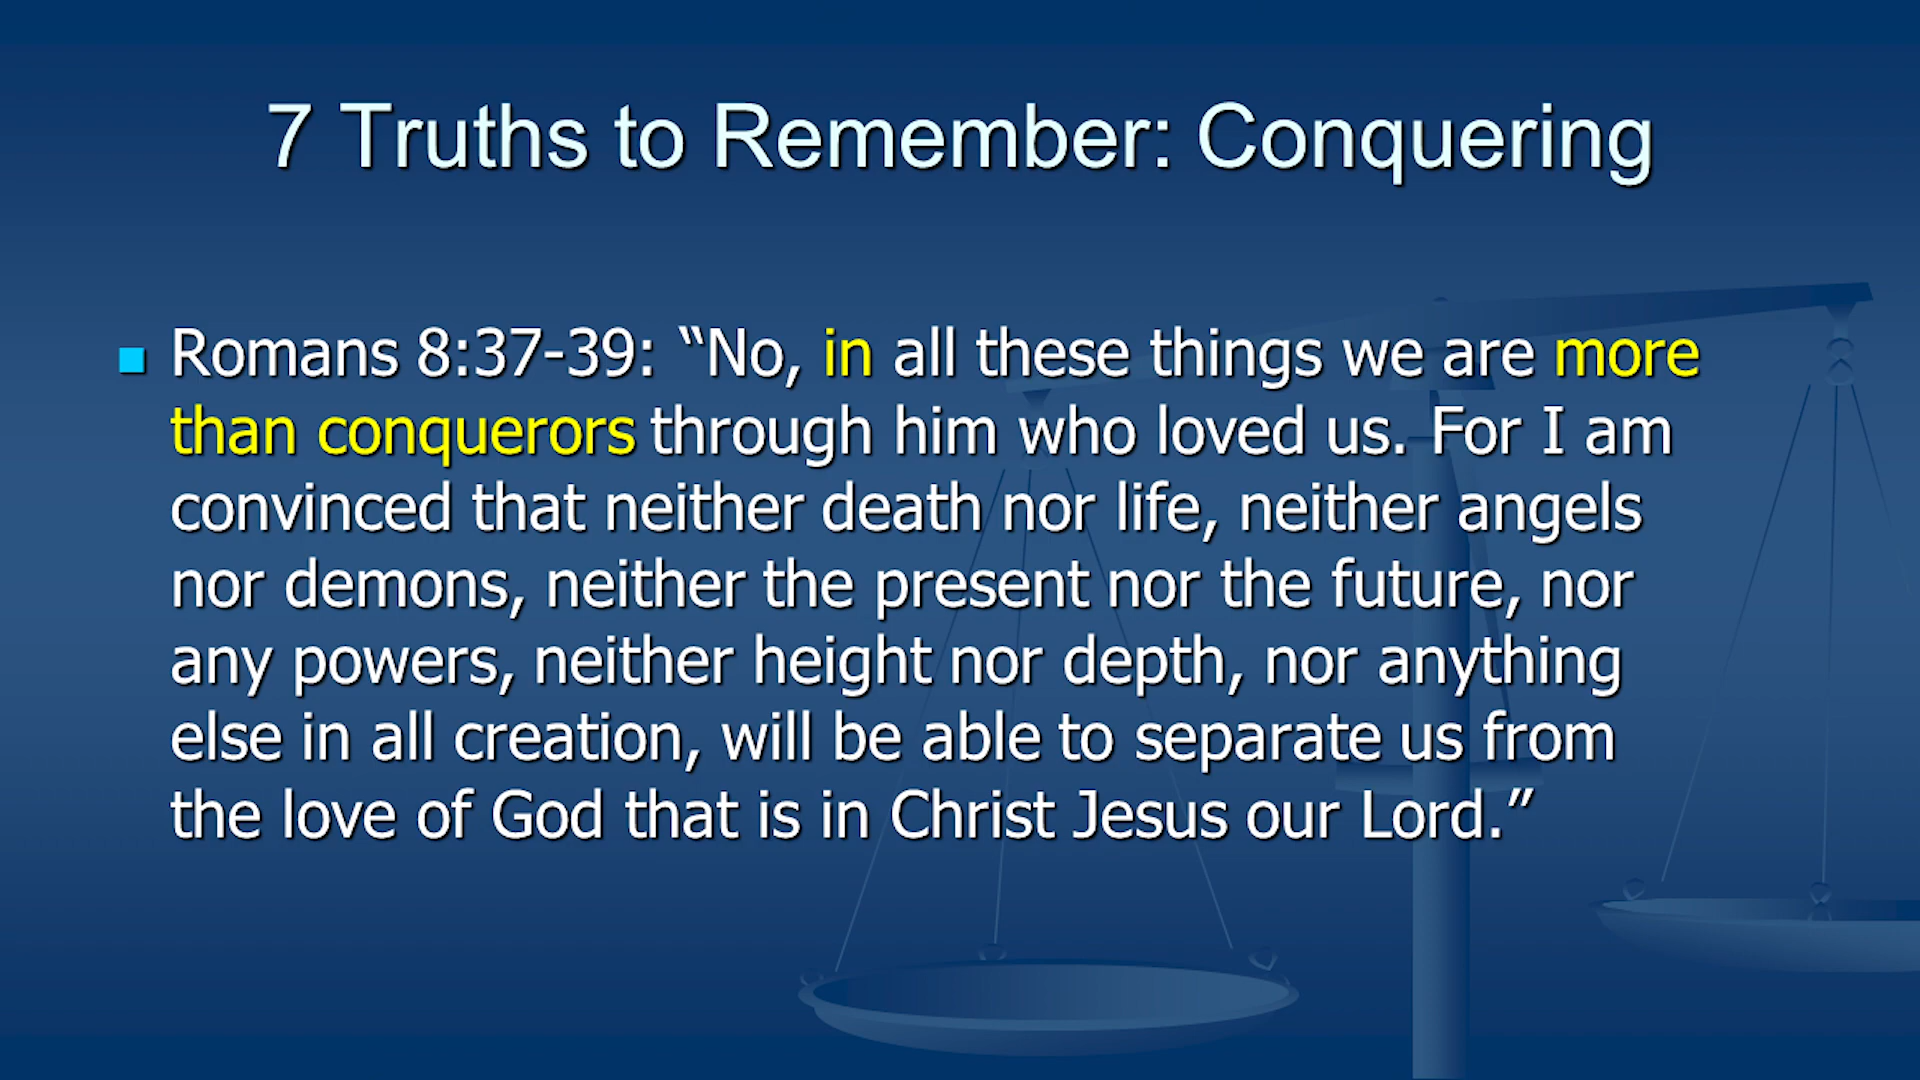 7 Truths to Remember: Conquering
Romans 8:37-39: “No, in all these things we are more
than conquerors through him who loved us. For I am
convinced that neither death nor life, neither angels
nor demons, neither the present nor the future, nor
any powers, neither height nor depth, nor anything
else in all creation, will be able to separate us from
the love of God that is in Christ Jesus our Lord.”